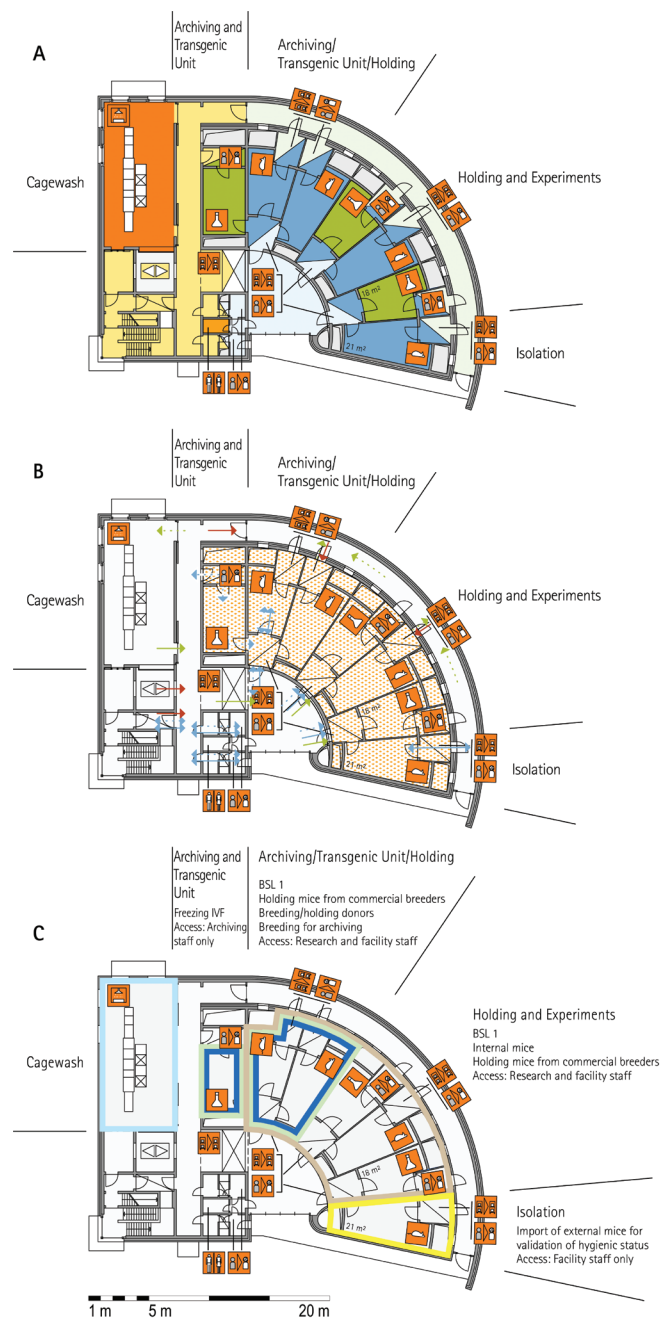 A
Archiving and
Transgenic
Unit
Archiving/
Transgenic Unit/Holding
Cagewash
Holding and Experiments
18 m²
21 m²
Isolation
B
Archiving and
Transgenic
Unit
Archiving/
Transgenic Unit/Holding
Cagewash
Holding and Experiments
18 m²
21 m²
Isolation
C
Archiving and
Transgenic
Unit
Freezing IVF
Access: Archiving
staff only
Archiving/Transgenic Unit/Holding
BSL 1
Holding mice from commercial breeders
Breeding/holding donors
Breeding for archiving
Access: Research and facility staff
Cagewash
Holding and Experiments
BSL 1
Internal mice
Holding mice from commercial breeders
Access: Research and facility staff
18 m²
21 m²
Isolation
Import of external mice for
validation of hygienic status
Access: Facility staff only
1 m 5 m 20 m